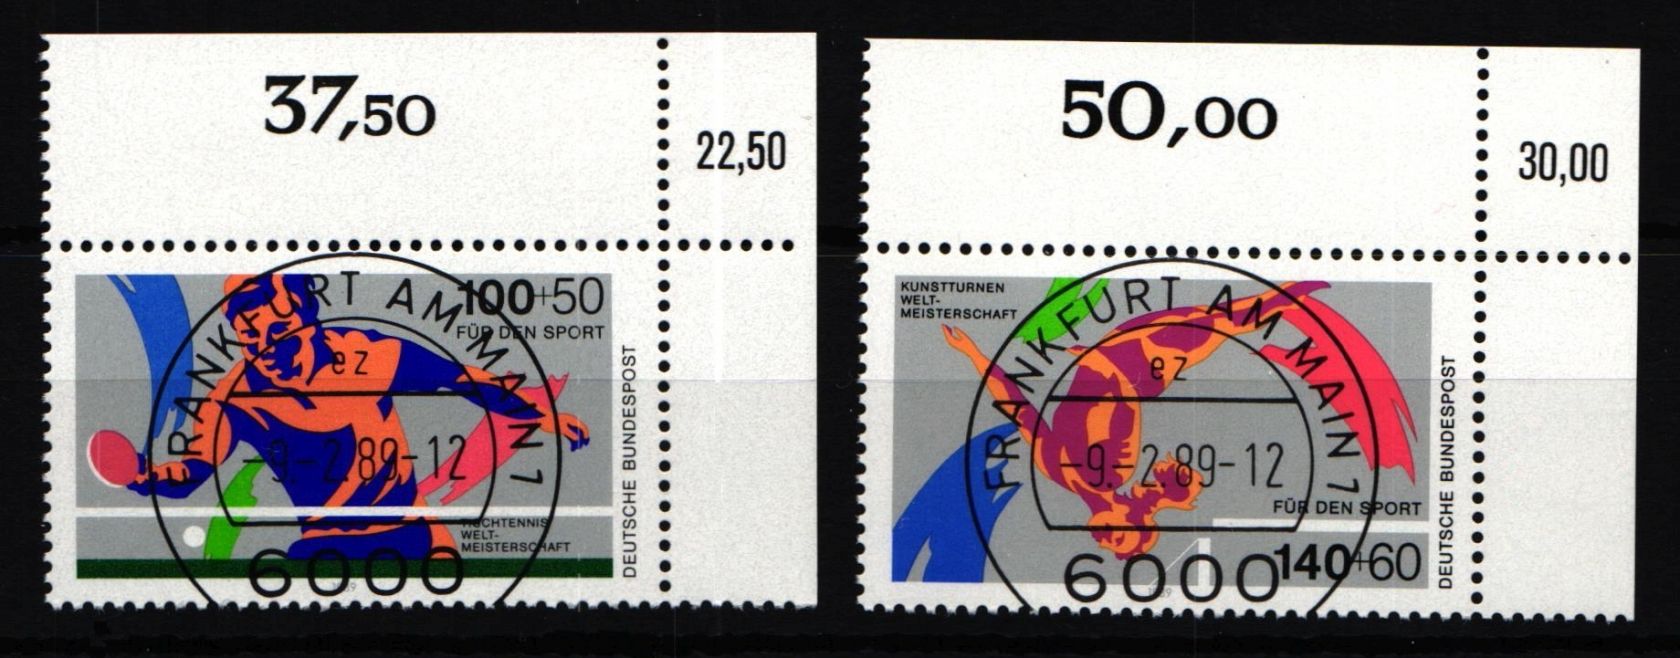 37,50
22,50
100+50
FÜR DEN SPORT
DEUTSCHE BUNDESPOST
TISCHTENNIS
WELT-
MEISTERSCHAFT
1989
FRANKFURT AM MAIN 1
ez
-9.-2.89-12
6000
50,00
30,00
KUNSTTURNEN
WELT-
MEISTERSCHAFT
FÜR DEN SPORT
140+60
DEUTSCHE BUNDESPOST
1989
FRANKFURT AM MAIN 1
ez
-9.-2.89-12
6000